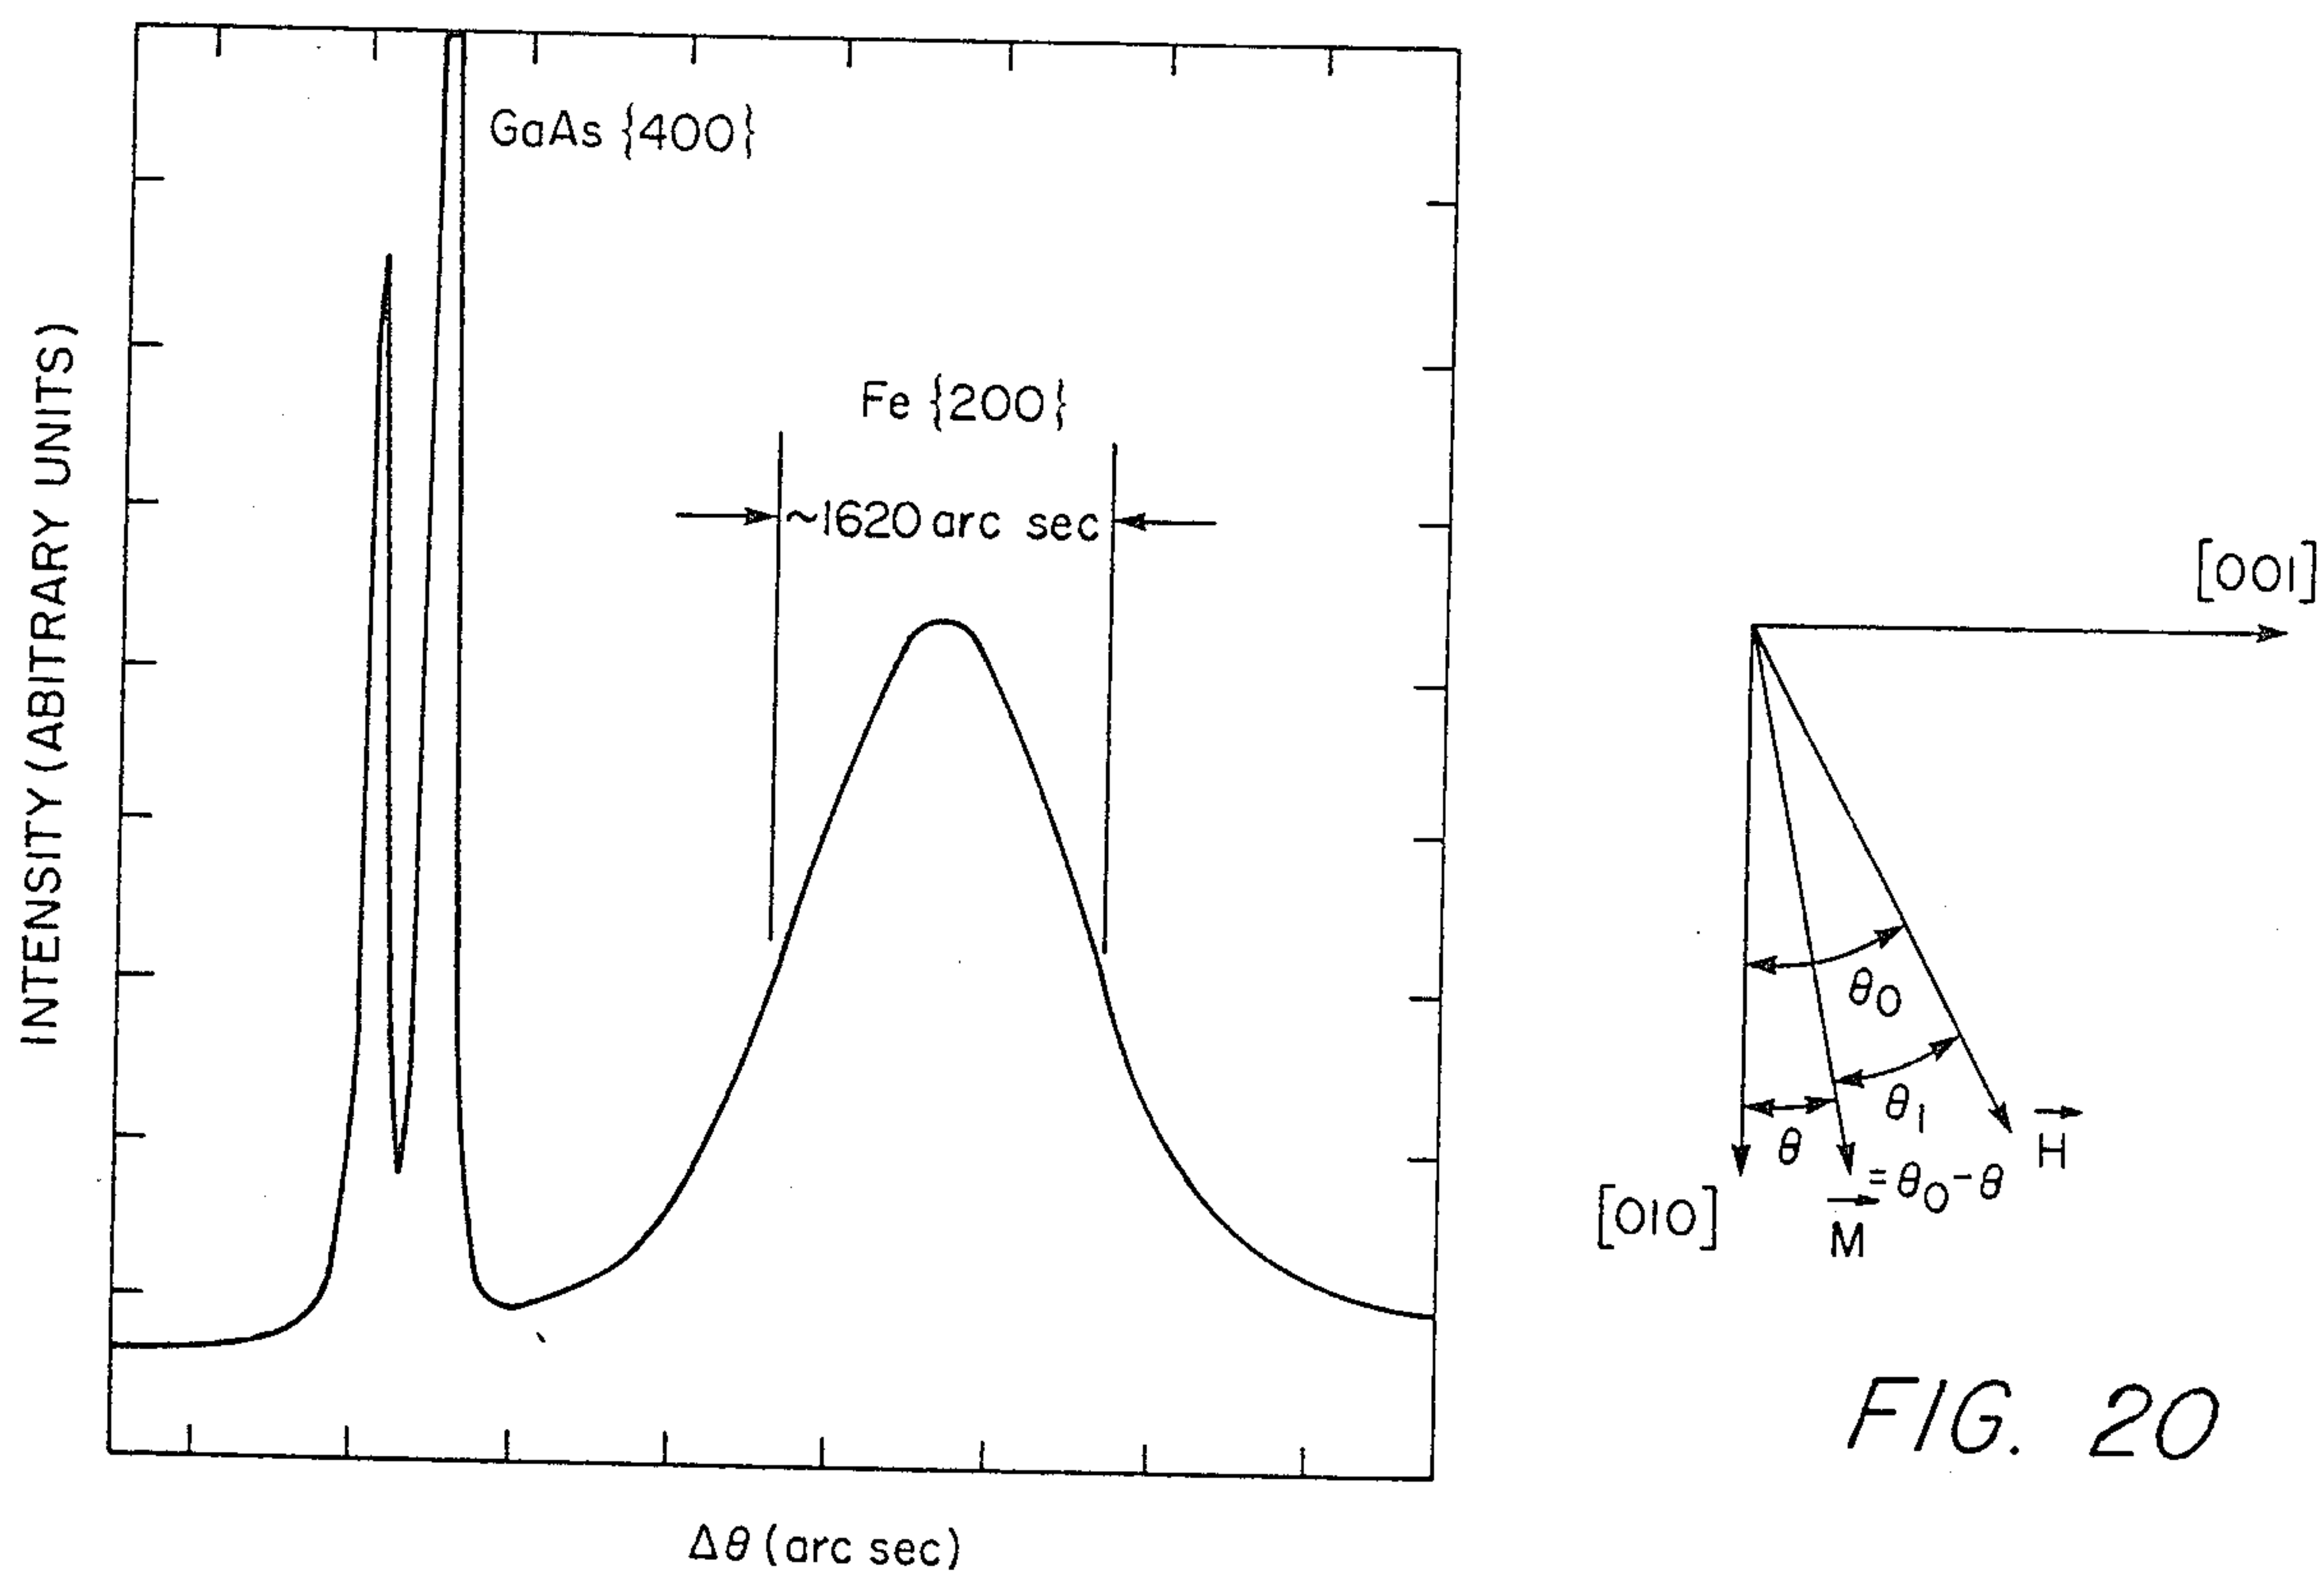 INTENSITY (ABITRARY UNITS)
GaAs {400}
Fe {200}
~1620 arc sec
Δθ (arc sec)
[001]
θ0
θ1
= θ0-θ
θ
[010]
M
H
FIG. 20